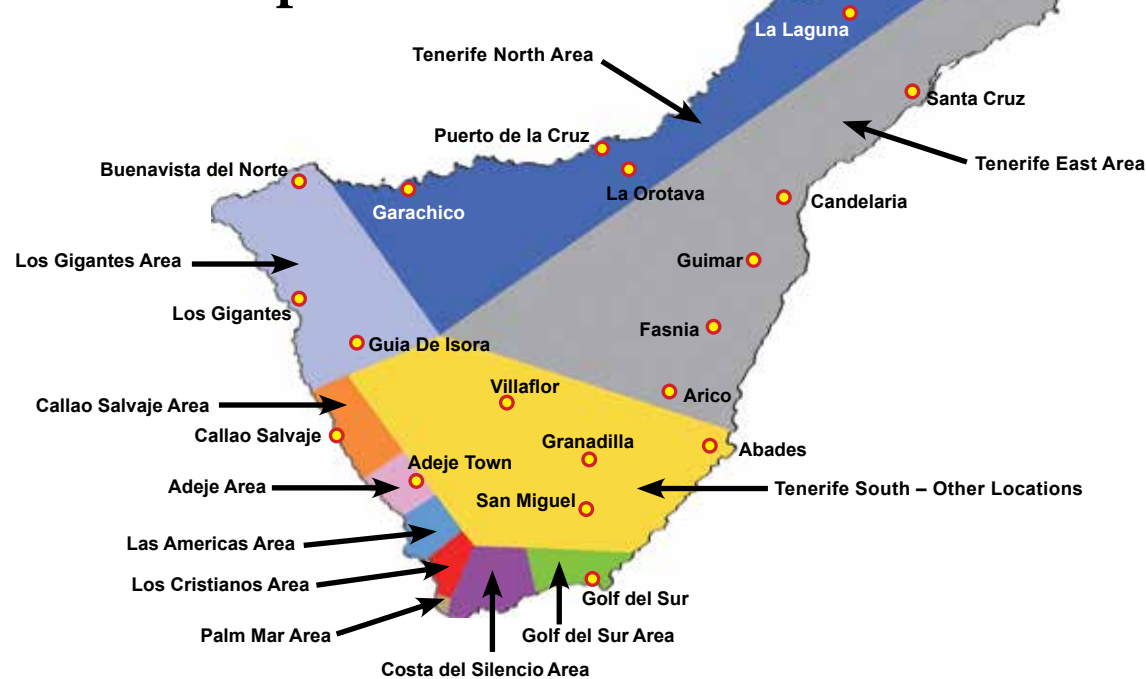 La Laguna
Tenerife North Area
Santa Cruz
Puerto de la Cruz
Tenerife East Area
Buenavista del Norte
La Orotava
Candelaria
Garachico
Los Gigantes Area
Guimar
Los Gigantes
Fasnia
Guia De Isora
Villaflor
Arico
Callao Salvaje Area
Callao Salvaje
Granadilla
Abades
Adeje Town
Adeje Area
San Miguel
Tenerife South – Other Locations
Las Americas Area
Los Cristianos Area
Golf del Sur
Palm Mar Area
Golf del Sur Area
Costa del Silencio Area